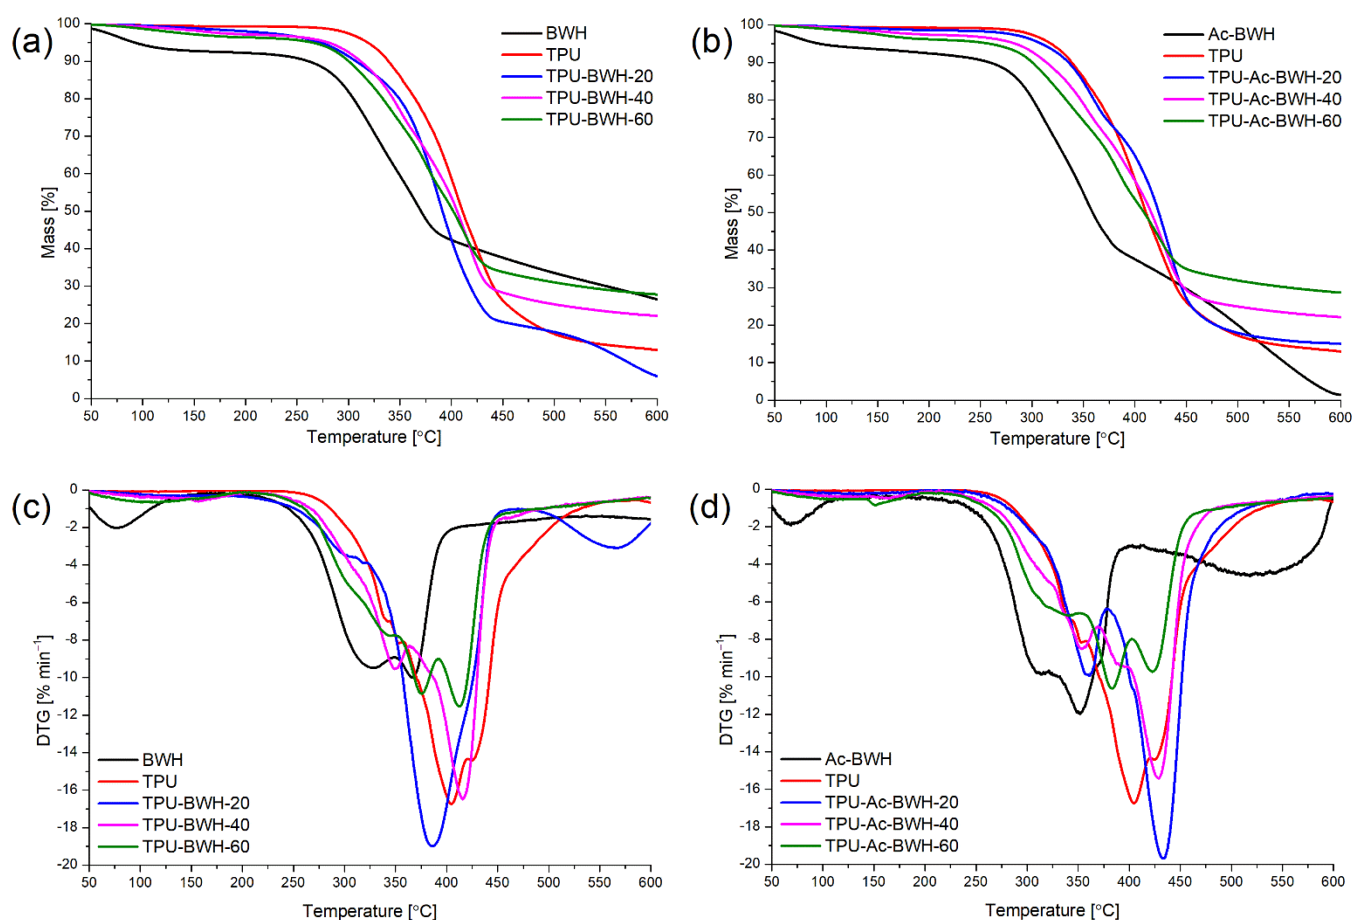 (a)
100
90
80
70
60
50
40
30
20
10
0
Mass [%]
50 100 150 200 250 300 350 400 450 500 550 600
Temperature [°C]
BWH
TPU
TPU-BWH-20
TPU-BWH-40
TPU-BWH-60
(b)
100
90
80
70
60
50
40
30
20
10
0
Mass [%]
50 100 150 200 250 300 350 400 450 500 550 600
Temperature [°C]
Ac-BWH
TPU
TPU-Ac-BWH-20
TPU-Ac-BWH-40
TPU-Ac-BWH-60
(c)
0
-2
-4
-6
-8
-10
-12
-14
-16
-18
-20
DTG [% min⁻¹]
50 100 150 200 250 300 350 400 450 500 550 600
Temperature [°C]
BWH
TPU
TPU-BWH-20
TPU-BWH-40
TPU-BWH-60
(d)
0
-2
-4
-6
-8
-10
-12
-14
-16
-18
-20
DTG [% min⁻¹]
50 100 150 200 250 300 350 400 450 500 550 600
Temperature [°C]
Ac-BWH
TPU
TPU-Ac-BWH-20
TPU-Ac-BWH-40
TPU-Ac-BWH-60